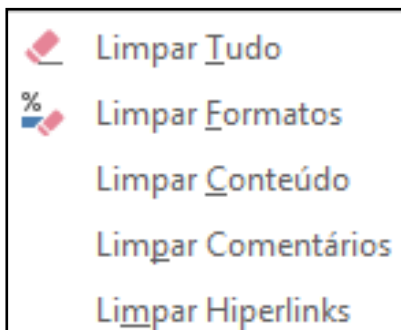 Limpar Tudo
% Limpar Formatos
Limpar Conteúdo
Limpar Comentários
Limpar Hiperlinks